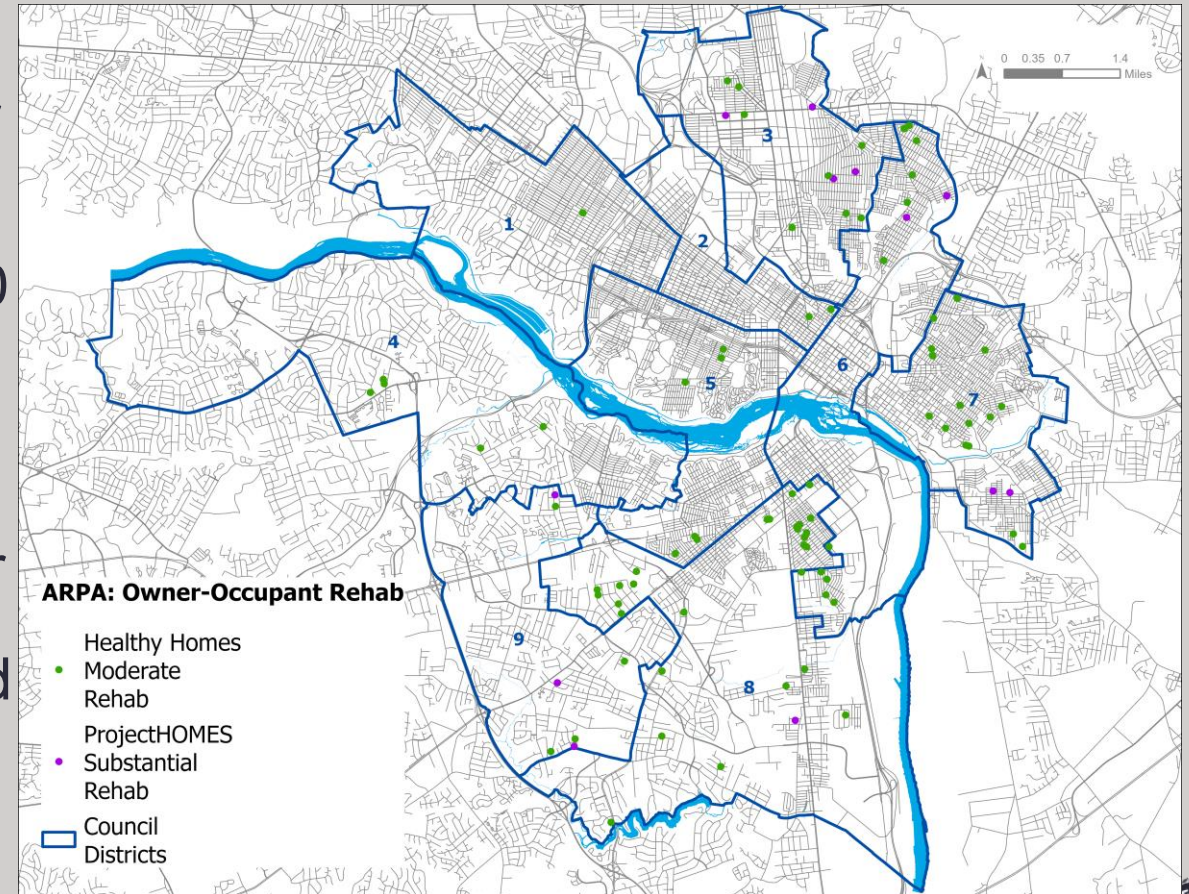 0 0.35 0.7 1.4
Miles
N
3
1
2
4
6
5
7
9
8
ARPA: Owner-Occupant Rehab
Healthy Homes
Moderate
Rehab
ProjectHOMES
Substantial
Rehab
Council
Districts
d